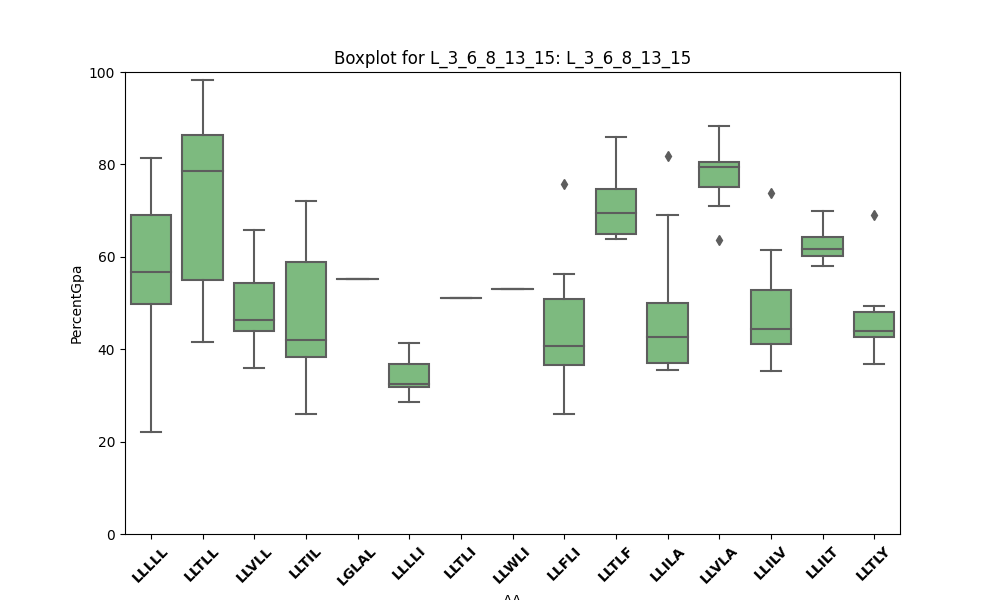 Boxplot for L_3_6_8_13_15: L_3_6_8_13_15
100
80
60
40
20
0
PercentGpa
LLLLL
LLTLL
LLVLL
LLTIL
LGLAL
LLLLI
LLTLI
LLWLI
LLFLI
LLTLF
LLILA
LLVLA
LLILV
LLILT
LLTLY
AA